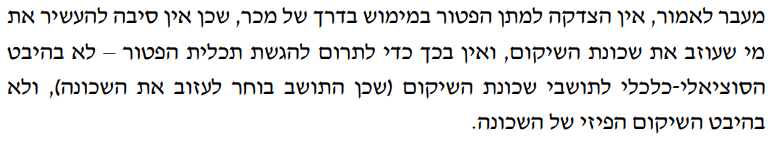 מעבר לאמור, אין הצדקה למתן הפטור במימוש בדרך של מכר, שכן אין סיבה להעשיר את
מי שעוזב את שכונת השיקום, ואין בכך כדי לתרום להגשת תכלית הפטור – לא בהיבט
הסוציאלי-כלכלי לתושבי שכונת השיקום (שכן התושב בוחר לעזוב את השכונה), ולא
בהיבט השיקום הפיזי של השכונה.